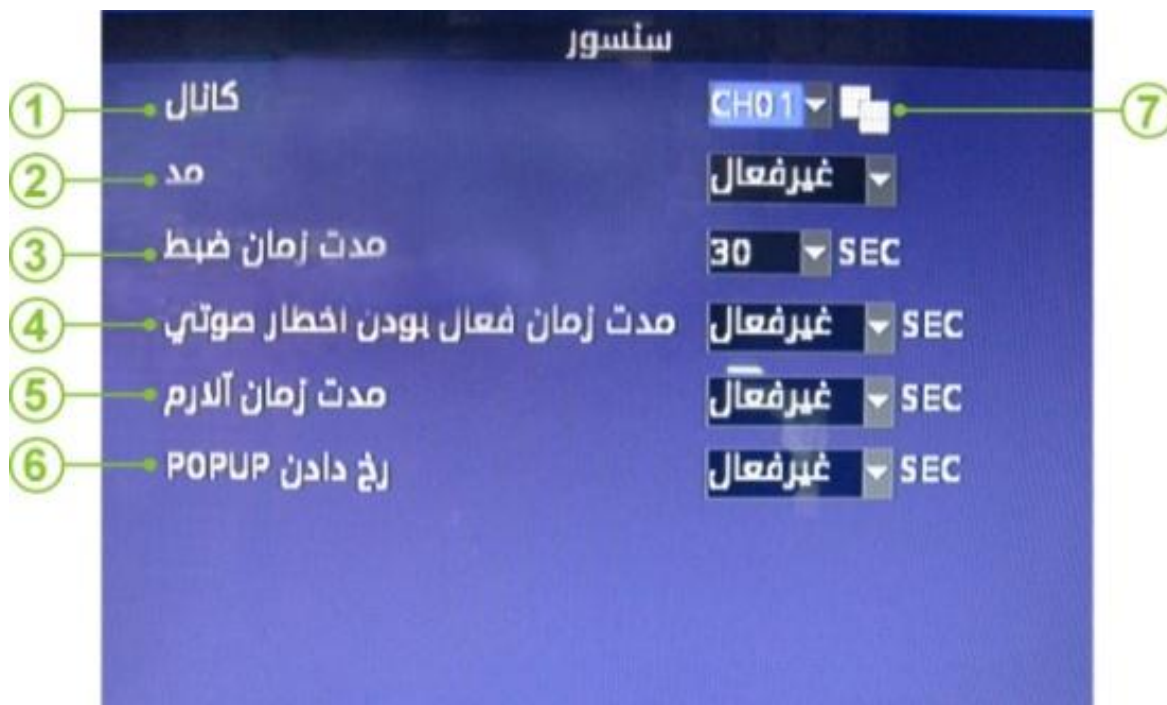 سنسور
1 کانال CH01 7
2 مد غیرفعال
3 مدت زمان ضبط 30 SEC
4 مدت زمان فعال بودن اخطار صوتي غیرفعال SEC
5 مدت زمان آلارم غیرفعال SEC
6 رخ دادن POPUP غیرفعال SEC